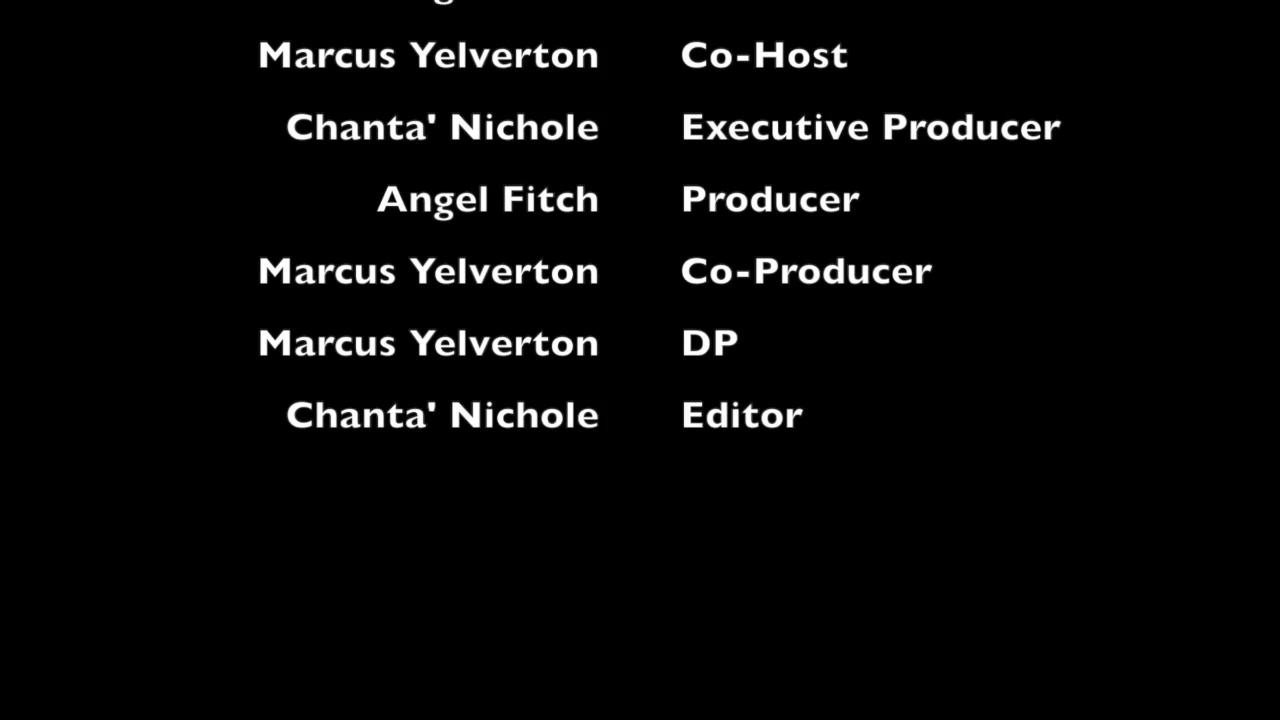 Marcus Yelverton Co-Host
Chanta' Nichole Executive Producer
Angel Fitch Producer
Marcus Yelverton Co-Producer
Marcus Yelverton DP
Chanta' Nichole Editor